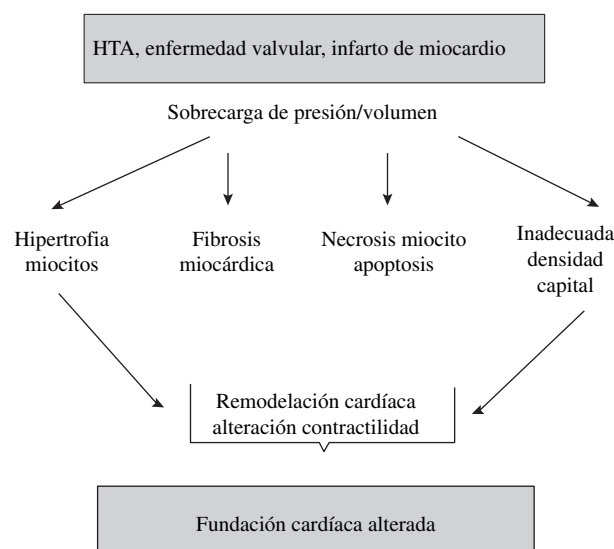 HTA, enfermedad valvular, infarto de miocardio
Sobrecarga de presión/volumen
Hipertrofia
miocitos
Fibrosis
miocárdica
Necrosis miocito
apoptosis
Inadecuada
densidad
capital
Remodelación cardíaca
alteración contractilidad
Fundación cardíaca alterada